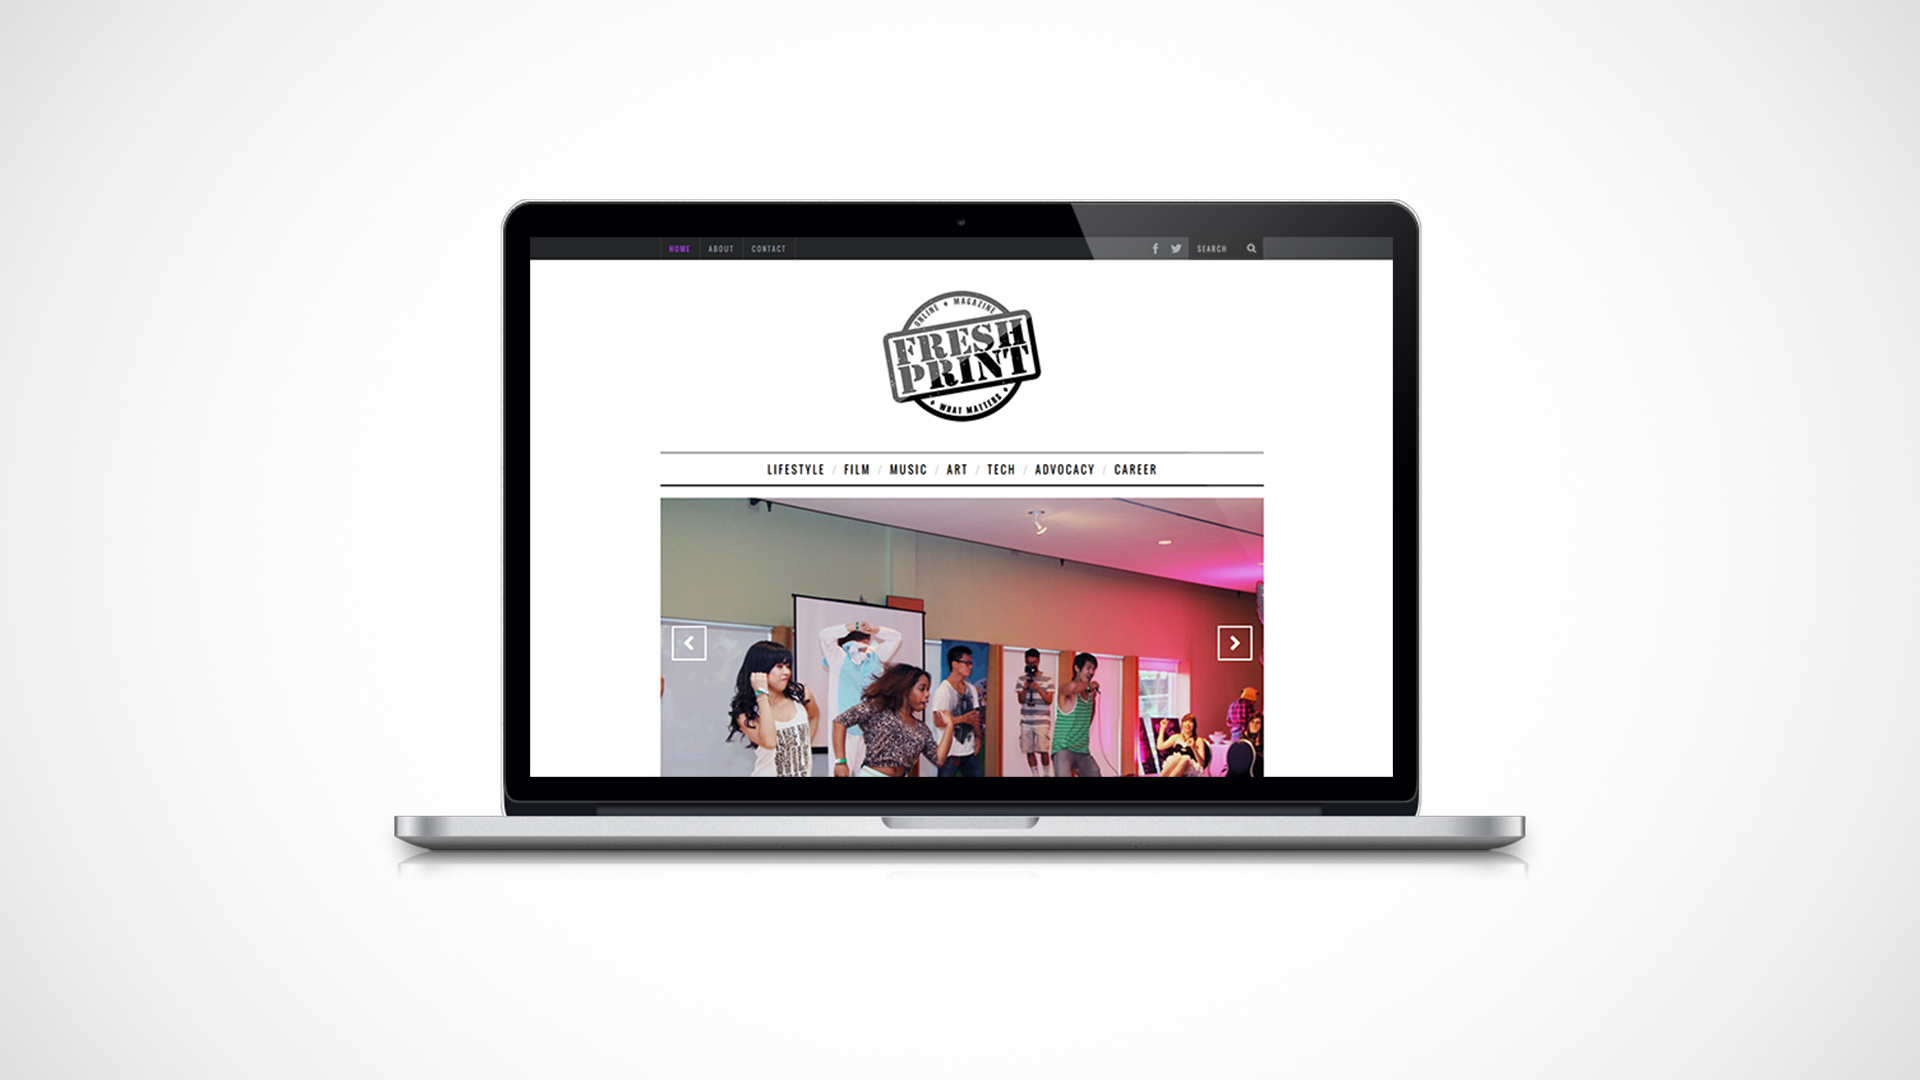 HOME ABOUT CONTACT SEARCH
ONLINE • MAGAZINE
FRESH
PRINT
• WHAT MATTERS •
LIFESTYLE / FILM / MUSIC / ART / TECH / ADVOCACY / CAREER